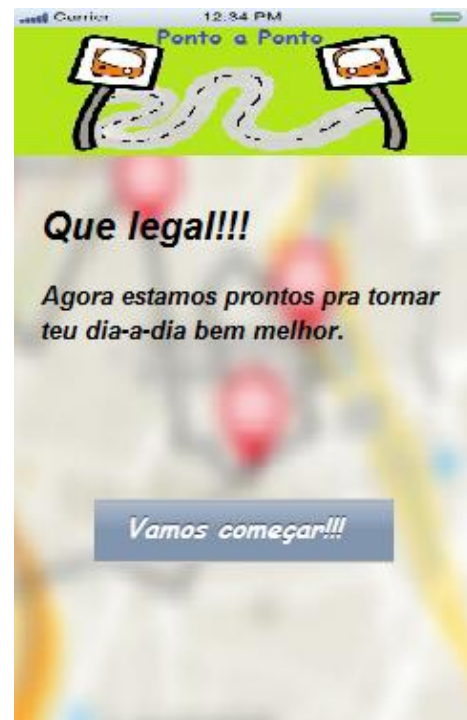 Carrier 12:34 PM
Ponto a Ponto
Que legal!!!
Agora estamos prontos pra tornar
teu dia-a-dia bem melhor.
Vamos começar!!!